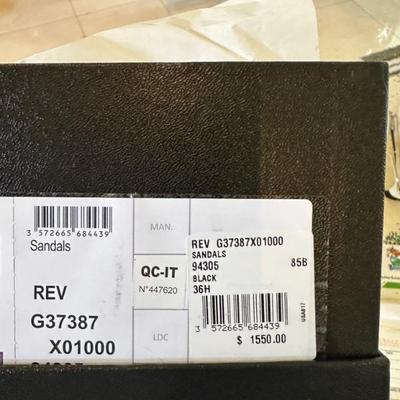 3 572665 684439
Sandals
REV
G37387
X01000
MAN.
QC-IT
N°447620
LDC
REV G37387X01000
SANDALS
94305 85B
BLACK
36H
3 572665 684439
USA817
$ 1550.00